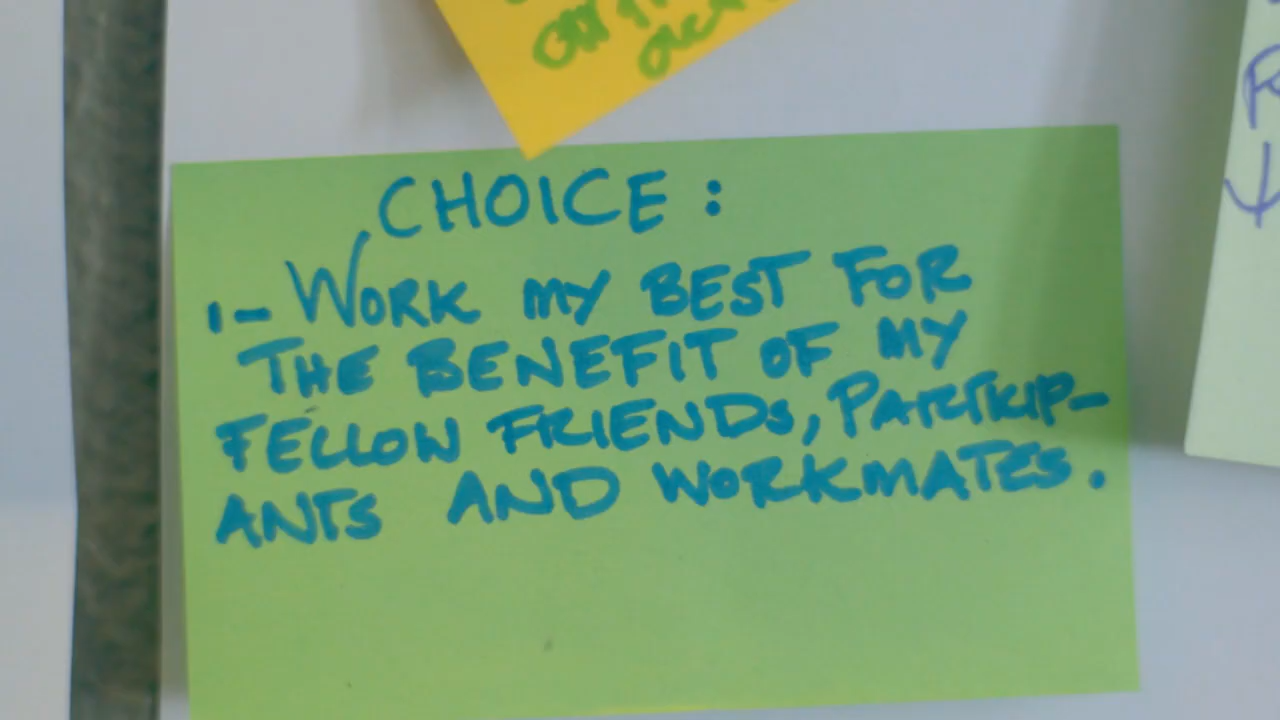 CHOICE:
1- WORK MY BEST FOR
THE BENEFIT OF MY
FELLOW FRIENDS, PARTICIP-
ANTS AND WORKMATES.